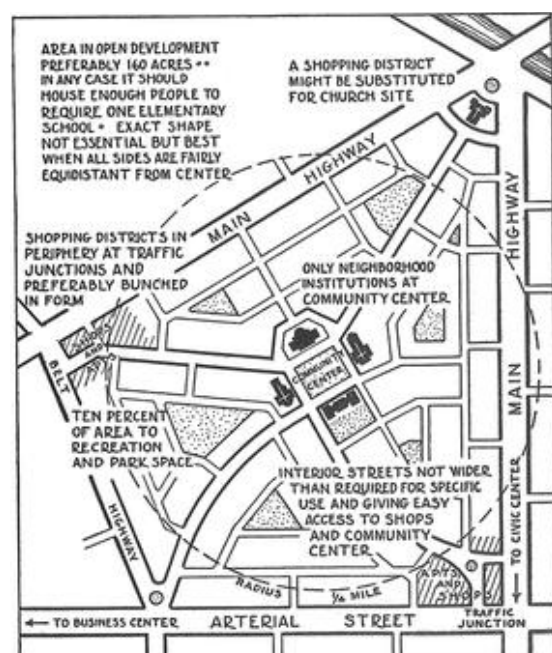 AREA IN OPEN DEVELOPMENT
PREFERABLY 160 ACRES••
IN ANY CASE IT SHOULD
HOUSE ENOUGH PEOPLE TO
REQUIRE ONE ELEMENTARY
SCHOOL• EXACT SHAPE
NOT ESSENTIAL BUT BEST
WHEN ALL SIDES ARE FAIRLY
EQUIDISTANT FROM CENTER
A SHOPPING DISTRICT
MIGHT BE SUBSTITUTED
FOR CHURCH SITE
MAIN HIGHWAY
HIGHWAY
MAIN
SHOPPING DISTRICTS IN
PERIPHERY AT TRAFFIC
JUNCTIONS AND
PREFERABLY BUNCHED
IN FORM
ONLY NEIGHBORHOOD
INSTITUTIONS AT
COMMUNITY CENTER
COMMUNITY
CENTER
BELT
HIGHWAY
TEN PERCENT
OF AREA TO
RECREATION
AND PARK SPACE
INTERIOR STREETS NOT WIDER
THAN REQUIRED FOR SPECIFIC
USE AND GIVING EASY
ACCESS TO SHOPS
AND COMMUNITY
CENTER
→ TO CIVIC CENTER
APTS
AND
SHOPS
RADIUS 1/4 MILE
TRAFFIC
JUNCTION
← TO BUSINESS CENTER ARTERIAL STREET